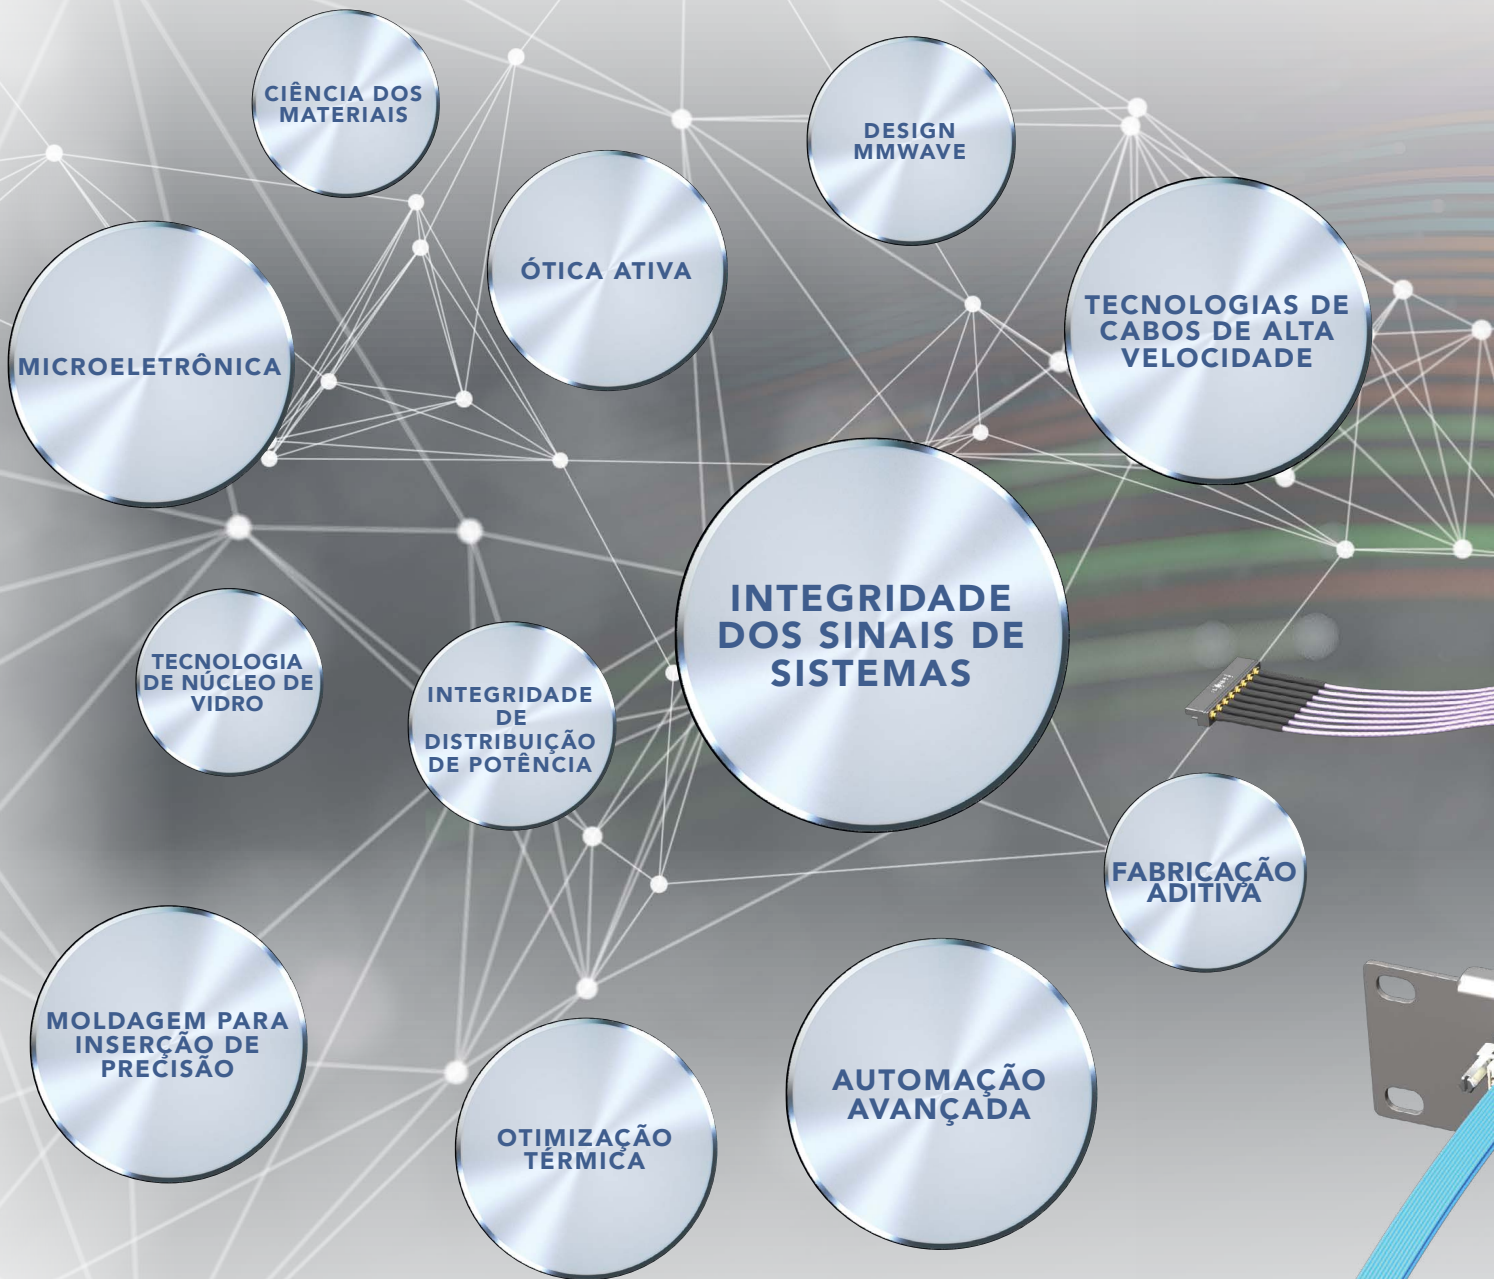 CIÊNCIA DOS
MATERIAIS
DESIGN
MMWAVE
ÓTICA ATIVA
TECNOLOGIAS DE
CABOS DE ALTA
VELOCIDADE
MICROELETRÔNICA
INTEGRIDADE
DOS SINAIS DE
SISTEMAS
TECNOLOGIA
DE NÚCLEO DE
VIDRO
INTEGRIDADE
DE
DISTRIBUIÇÃO
DE POTÊNCIA
FABRICAÇÃO
ADITIVA
MOLDAGEM PARA
INSERÇÃO DE
PRECISÃO
AUTOMAÇÃO
AVANÇADA
OTIMIZAÇÃO
TÉRMICA